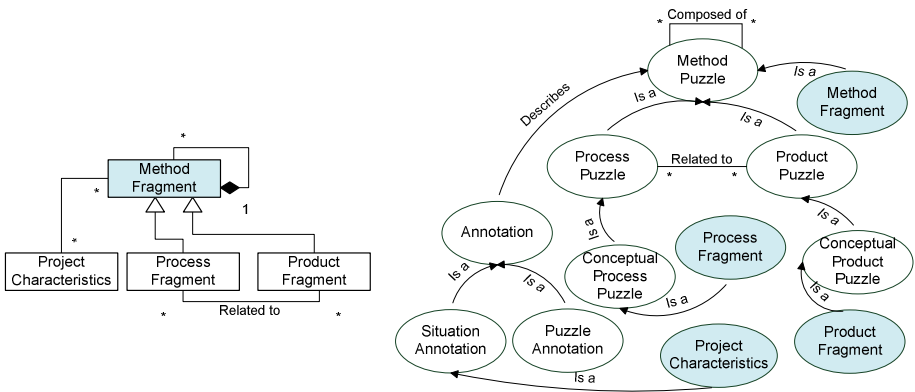 *
Method
Fragment
*
1
*
Project
Characteristics
Process
Fragment
Product
Fragment
Related to
*
*
Composed of
*
*
Method
Puzzle
Is a
Method
Fragment
Describes
Is a
Is a
Process
Puzzle
Related to
*
*
Product
Puzzle
Is a
Is a
Annotation
Process
Fragment
Conceptual
Process
Puzzle
Conceptual
Product
Puzzle
Is a
Is a
Is a
Is a
Situation
Annotation
Puzzle
Annotation
Project
Characteristics
Product
Fragment
Is a